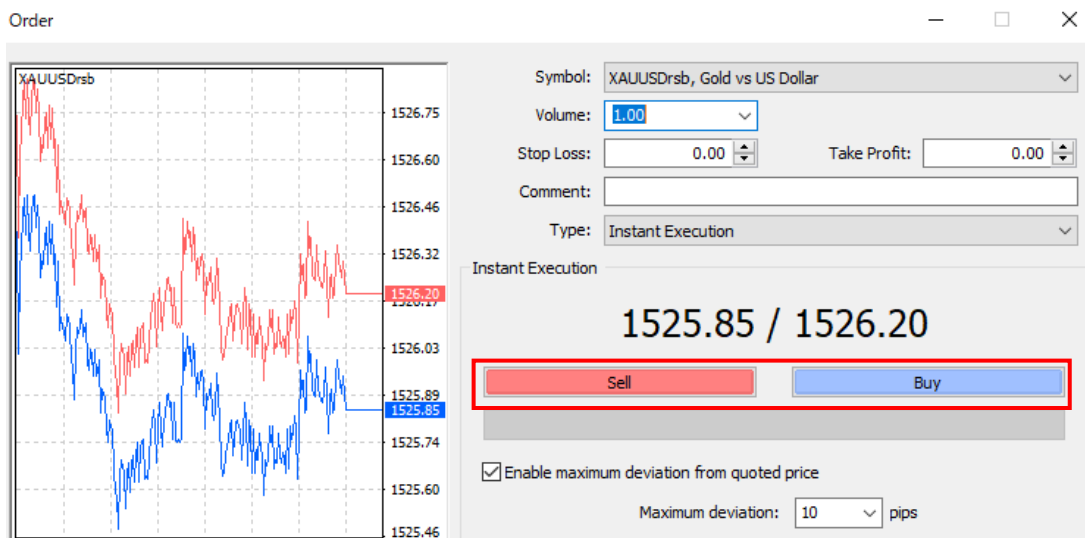 Order
XAUUSDrsb
1526.75
1526.60
1526.46
1526.32
1526.20
1526.17
1526.03
1525.89
1525.85
1525.74
1525.60
1525.46
Symbol: XAUUSDrsb, Gold vs US Dollar
Volume: 1.00
Stop Loss: 0.00 Take Profit: 0.00
Comment:
Type: Instant Execution
Instant Execution
1525.85 / 1526.20
Sell Buy
Enable maximum deviation from quoted price
Maximum deviation: 10 pips